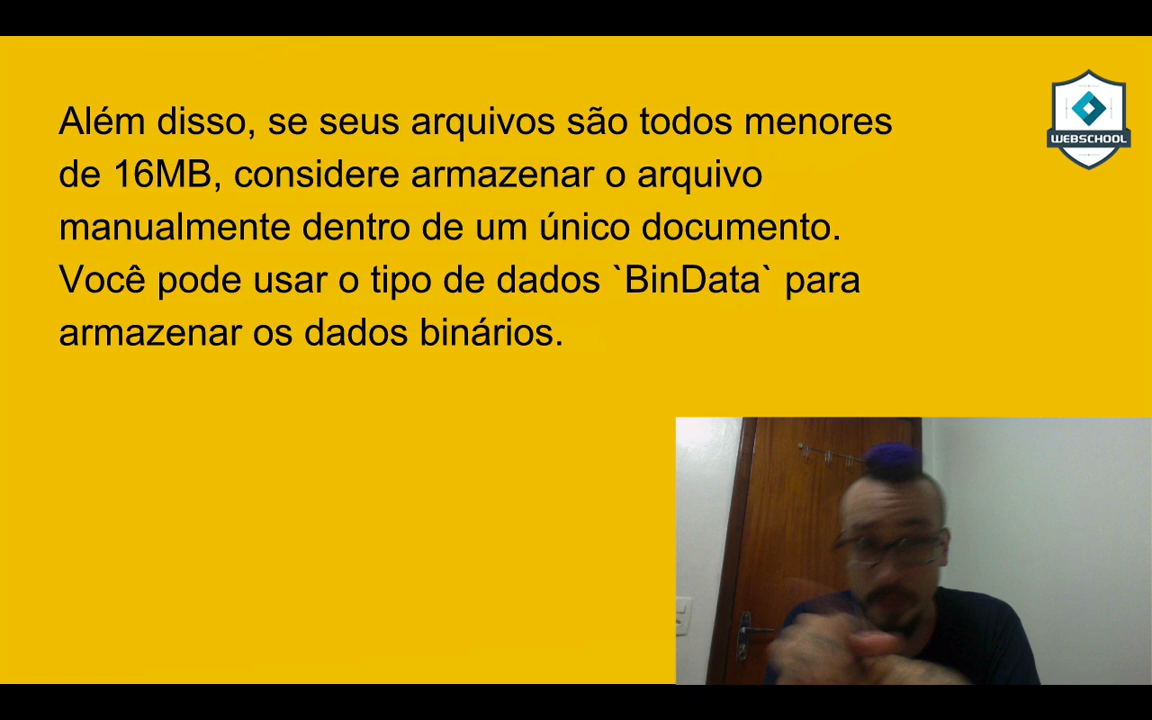 Além disso, se seus arquivos são todos menores
de 16MB, considere armazenar o arquivo
manualmente dentro de um único documento.
Você pode usar o tipo de dados `BinData` para
armazenar os dados binários.
WEBSCHOOL